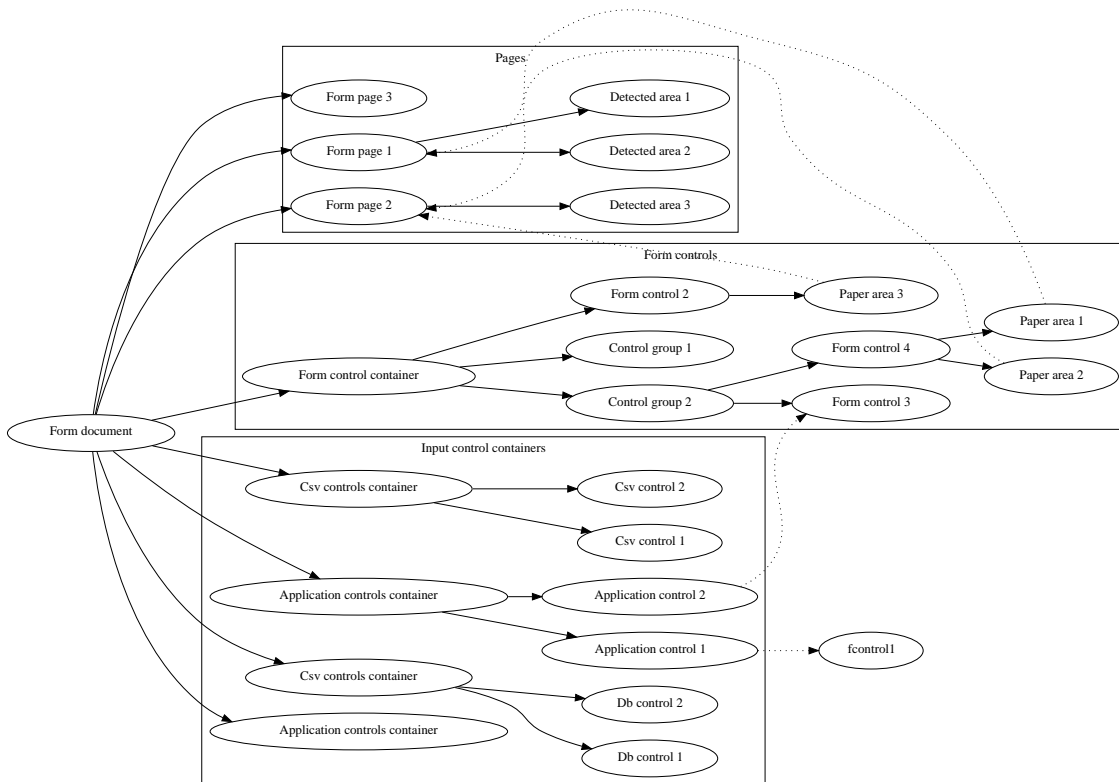 Pages
Form page 3
Detected area 1
Form page 1
Detected area 2
Form page 2
Detected area 3
Form controls
Form control 2
Paper area 3
Paper area 1
Control group 1
Form control 4
Form control container
Paper area 2
Control group 2
Form control 3
Form document
Input control containers
Csv controls container
Csv control 2
Csv control 1
Application controls container
Application control 2
Application control 1
fcontrol1
Csv controls container
Db control 2
Application controls container
Db control 1